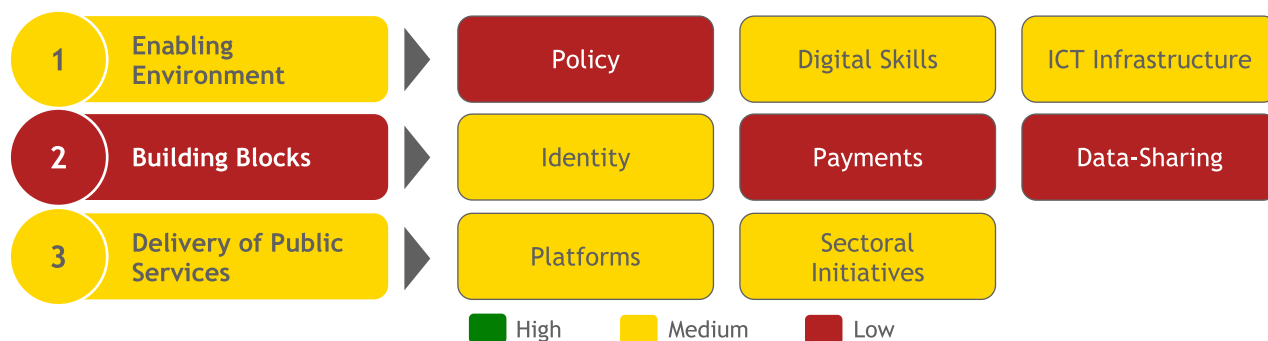 1
Enabling
Environment
Policy
Digital Skills
ICT Infrastructure
2
Building Blocks
Identity
Payments
Data-Sharing
3
Delivery of Public
Services
Platforms
Sectoral
Initiatives
High
Medium
Low